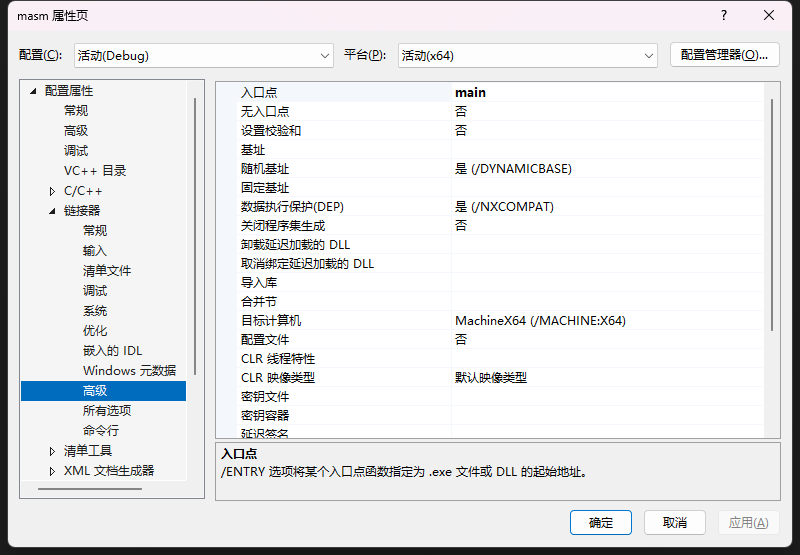 masm 属性页
配置(C): 活动(Debug) 平台(P): 活动(x64) 配置管理器(O)...
配置属性
常规
高级
调试
VC++ 目录
C/C++
链接器
常规
输入
清单文件
调试
系统
优化
嵌入的 IDL
Windows 元数据
高级
所有选项
命令行
清单工具
XML 文档生成器
入口点 main
无入口点 否
设置校验和 否
基址
随机基址 是 (/DYNAMICBASE)
固定基址
数据执行保护(DEP) 是 (/NXCOMPAT)
关闭程序集生成 否
卸载延迟加载的 DLL
取消绑定延迟加载的 DLL
导入库
合并节
目标计算机 MachineX64 (/MACHINE:X64)
配置文件 否
CLR 线程特性
CLR 映像类型 默认映像类型
密钥文件
密钥容器
延迟签名
入口点
/ENTRY 选项将某个入口点函数指定为 .exe 文件或 DLL 的起始地址。
确定 取消 应用(A)